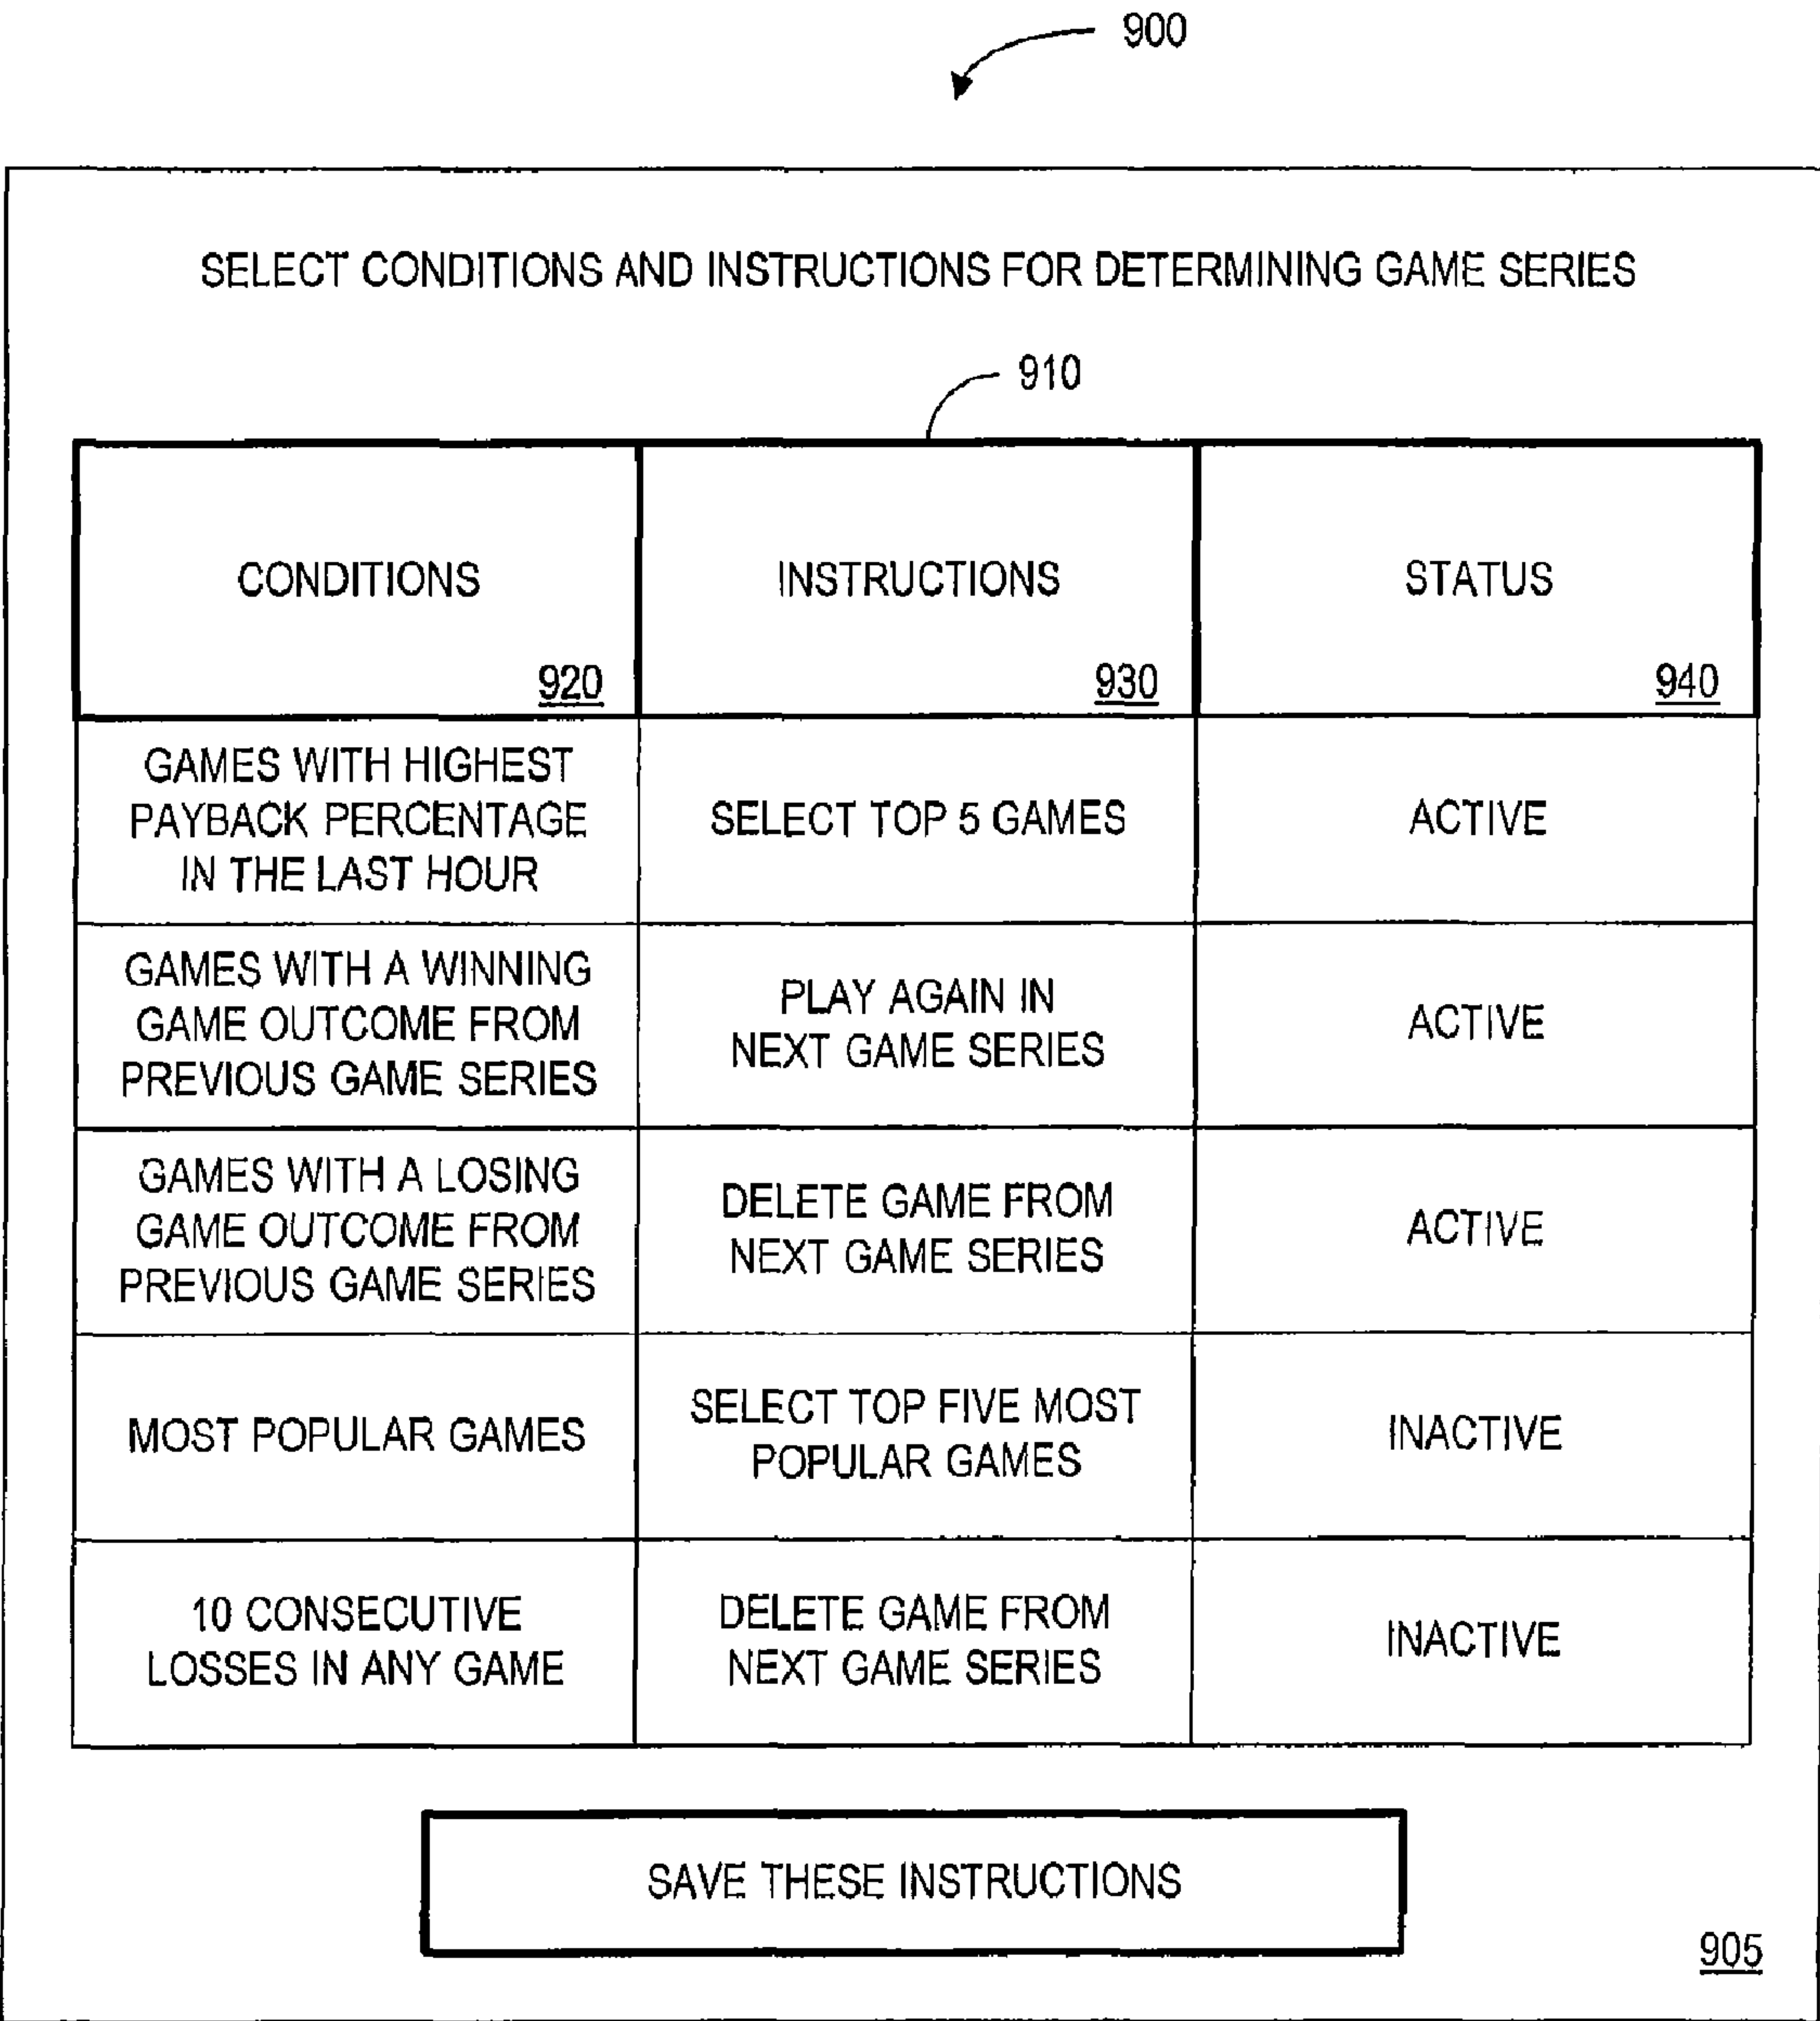 900
SELECT CONDITIONS AND INSTRUCTIONS FOR DETERMINING GAME SERIES
910
CONDITIONS
920
INSTRUCTIONS
930
STATUS
940
GAMES WITH HIGHEST
PAYBACK PERCENTAGE
IN THE LAST HOUR
SELECT TOP 5 GAMES
ACTIVE
GAMES WITH A WINNING
GAME OUTCOME FROM
PREVIOUS GAME SERIES
PLAY AGAIN IN
NEXT GAME SERIES
ACTIVE
GAMES WITH A LOSING
GAME OUTCOME FROM
PREVIOUS GAME SERIES
DELETE GAME FROM
NEXT GAME SERIES
ACTIVE
MOST POPULAR GAMES
SELECT TOP FIVE MOST
POPULAR GAMES
INACTIVE
10 CONSECUTIVE
LOSSES IN ANY GAME
DELETE GAME FROM
NEXT GAME SERIES
INACTIVE
SAVE THESE INSTRUCTIONS
905